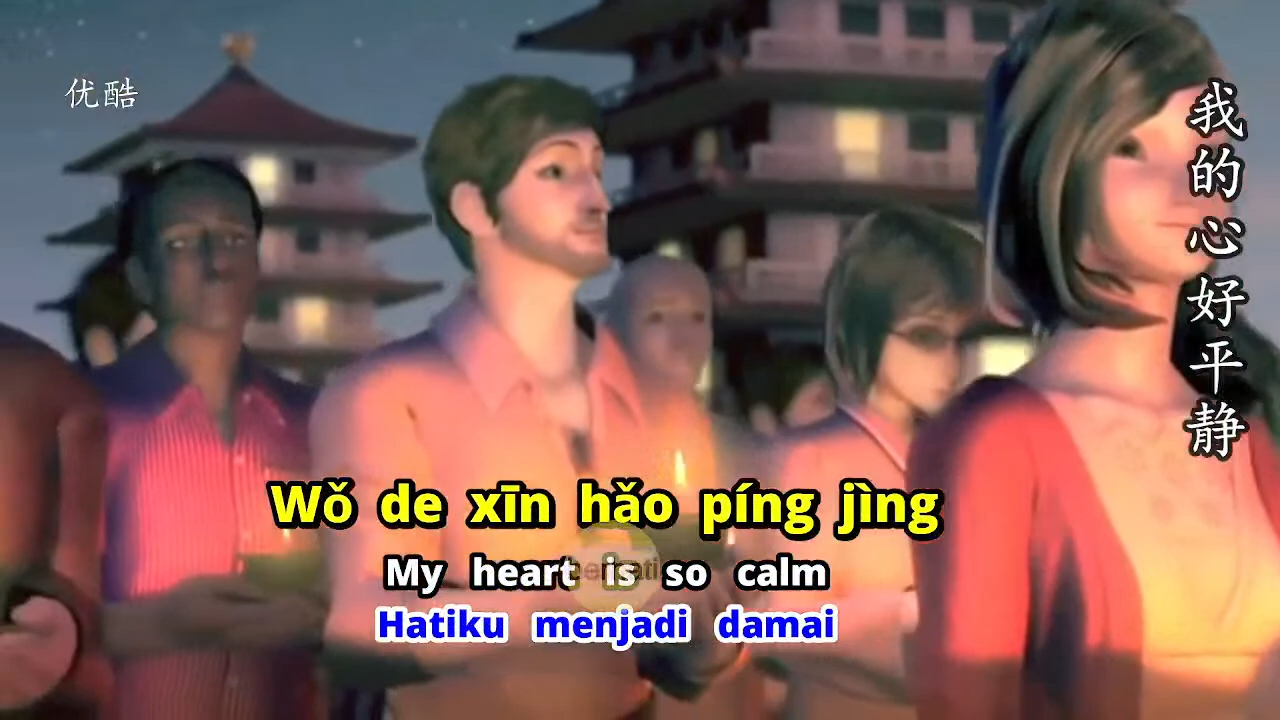 优酷
我的心好平静
Wǒ de xīn hǎo píng jìng
My heart is so calm
Hatiku menjadi damai